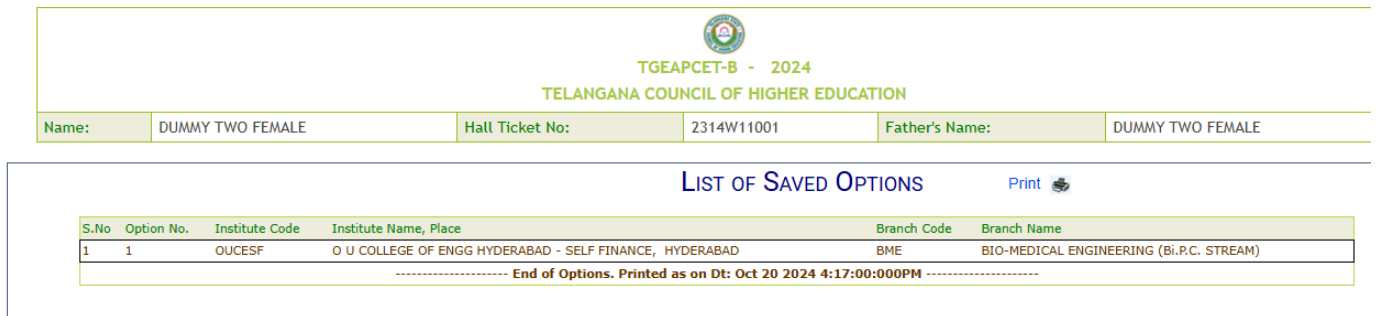 TGEAPCET-B - 2024
TELANGANA COUNCIL OF HIGHER EDUCATION
Name: DUMMY TWO FEMALE Hall Ticket No: 2314W11001 Father's Name: DUMMY TWO FEMALE
LIST OF SAVED OPTIONS Print
S.No Option No. Institute Code Institute Name, Place Branch Code Branch Name
1 1 OUCESF O U COLLEGE OF ENGG HYDERABAD - SELF FINANCE, HYDERABAD BME BIO-MEDICAL ENGINEERING (Bi.P.C. STREAM)
--------------------- End of Options. Printed as on Dt: Oct 20 2024 4:17:00:000PM ---------------------